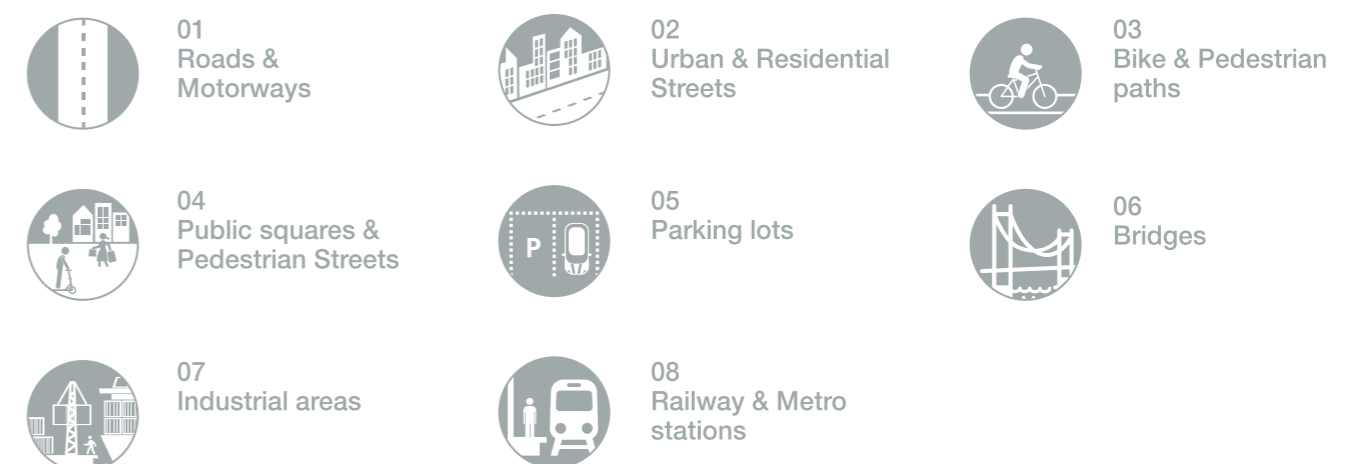 01
Roads &
Motorways
02
Urban & Residential
Streets
03
Bike & Pedestrian
paths
04
Public squares &
Pedestrian Streets
05
Parking lots
P
06
Bridges
07
Industrial areas
08
Railway & Metro
stations